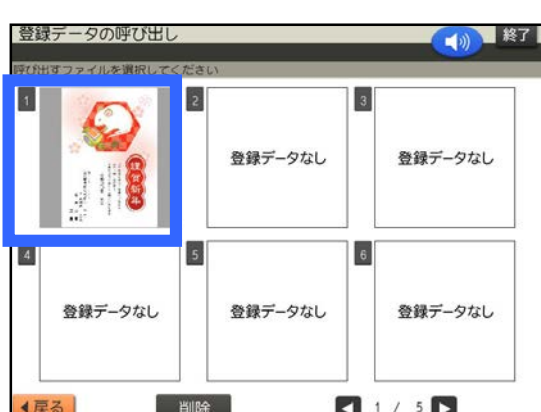 登録データの呼び出し
終了
呼び出すファイルを選択してください
1
謹賀新年
2
登録データなし
3
登録データなし
4
登録データなし
5
登録データなし
6
登録データなし
戻る
削除
1 / 5